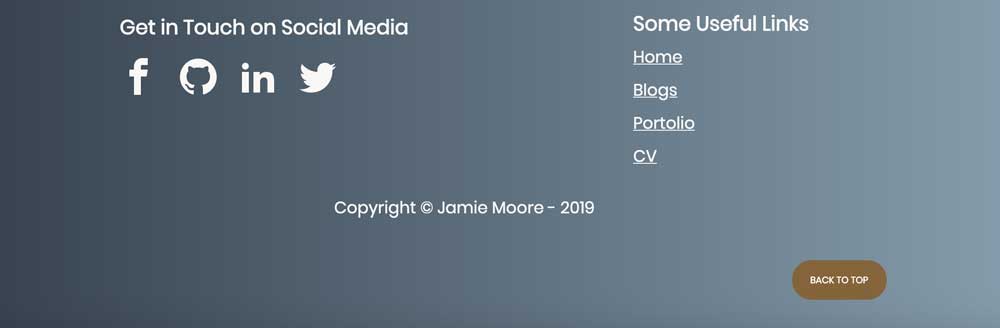 Get in Touch on Social Media
Some Useful Links
Home
Blogs
Portolio
CV
Copyright © Jamie Moore - 2019
BACK TO TOP